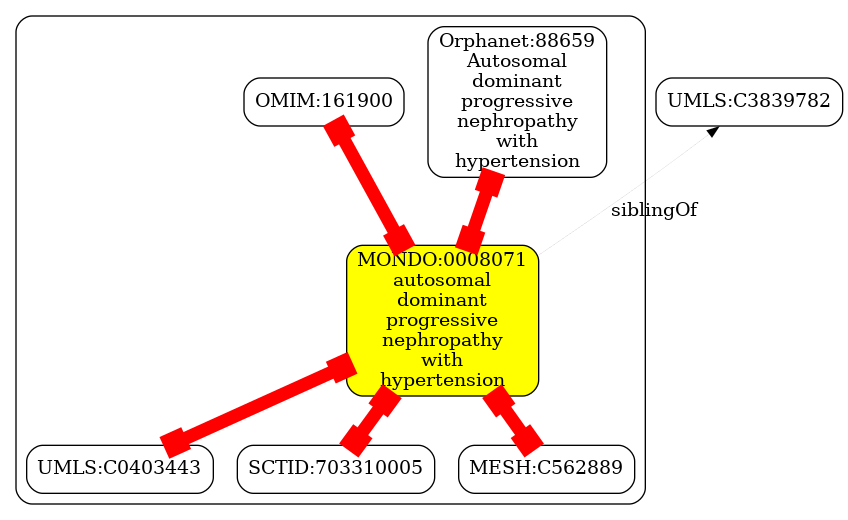 Orphanet:88659
Autosomal
dominant
progressive
nephropathy
with
hypertension
OMIM:161900
UMLS:C3839782
siblingOf
MONDO:0008071
autosomal
dominant
progressive
nephropathy
with
hypertension
UMLS:C0403443
SCTID:703310005
MESH:C562889